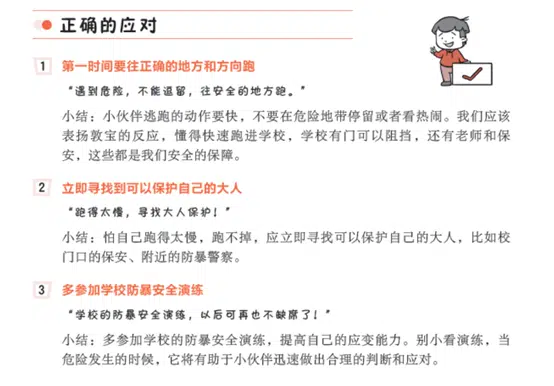 正确的应对
1 第一时间要往正确的地方和方向跑
“遇到危险，不能逗留，往安全的地方跑。”
小结：小伙伴逃跑的动作要快，不要在危险地带停留或者看热闹。我们应该
表扬敦宝的反应，懂得快速跑进学校，学校有门可以阻挡，还有老师和保
安，这些都是我们安全的保障。
2 立即寻找到可以保护自己的大人
“跑得太慢，寻找大人保护！”
小结：怕自己跑得太慢，跑不掉，应立即寻找可以保护自己的大人，比如校
门口的保安、附近的防暴警察。
3 多参加学校防暴安全演练
“学校的防暴安全演练，以后可再也不缺席了！”
小结：多参加学校的防暴安全演练，提高自己的应变能力。别小看演练，当
危险发生的时候，它将有助于小伙伴迅速做出合理的判断和应对。